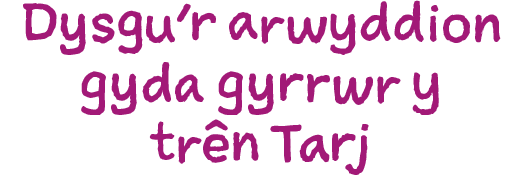 Dysgu’r arwyddion
gyda gyrrwr y
trên Tarj